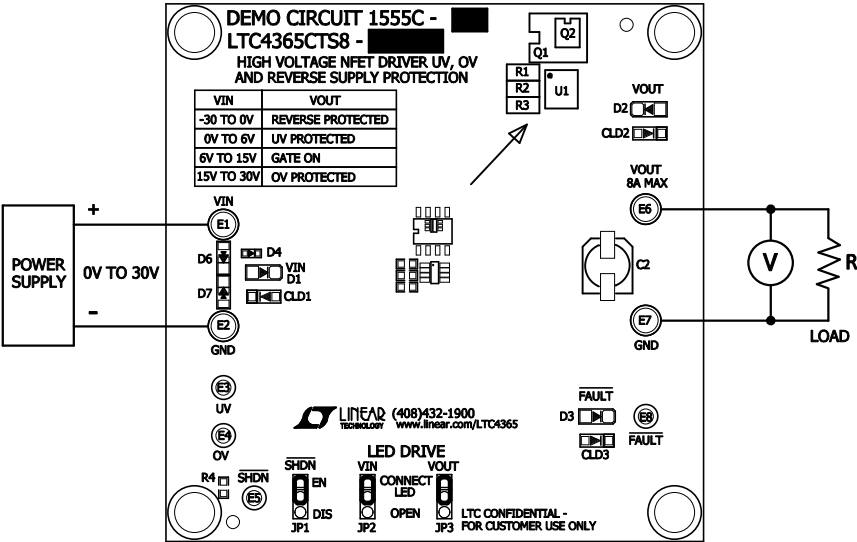 DEMO CIRCUIT 1555C -
LTC4365CTS8 -
HIGH VOLTAGE NFET DRIVER UV, OV
AND REVERSE SUPPLY PROTECTION
VIN VOUT
-30 TO 0V REVERSE PROTECTED
0V TO 6V UV PROTECTED
6V TO 15V GATE ON
15V TO 30V OV PROTECTED
Q2
Q1
R1
R2
R3
U1
VOUT
D2
CLD2
VOUT
8A MAX
E6
VIN
E1
+
POWER
SUPPLY
0V TO 30V
-
D6
D4
VIN
D1
D7
CLD1
E2
GND
C2
E7
GND
V
R
LOAD
E3
UV
E4
OV
LINEAR
TECHNOLOGY
(408)432-1900
www.linear.com/LTC4365
FAULT
D3
E8
FAULT
CLD3
LED DRIVE
R4
SHDN
E5
SHDN
EN
DIS
JP1
VIN
CONNECT
LED
OPEN
JP2
VOUT
JP3
LTC CONFIDENTIAL -
FOR CUSTOMER USE ONLY